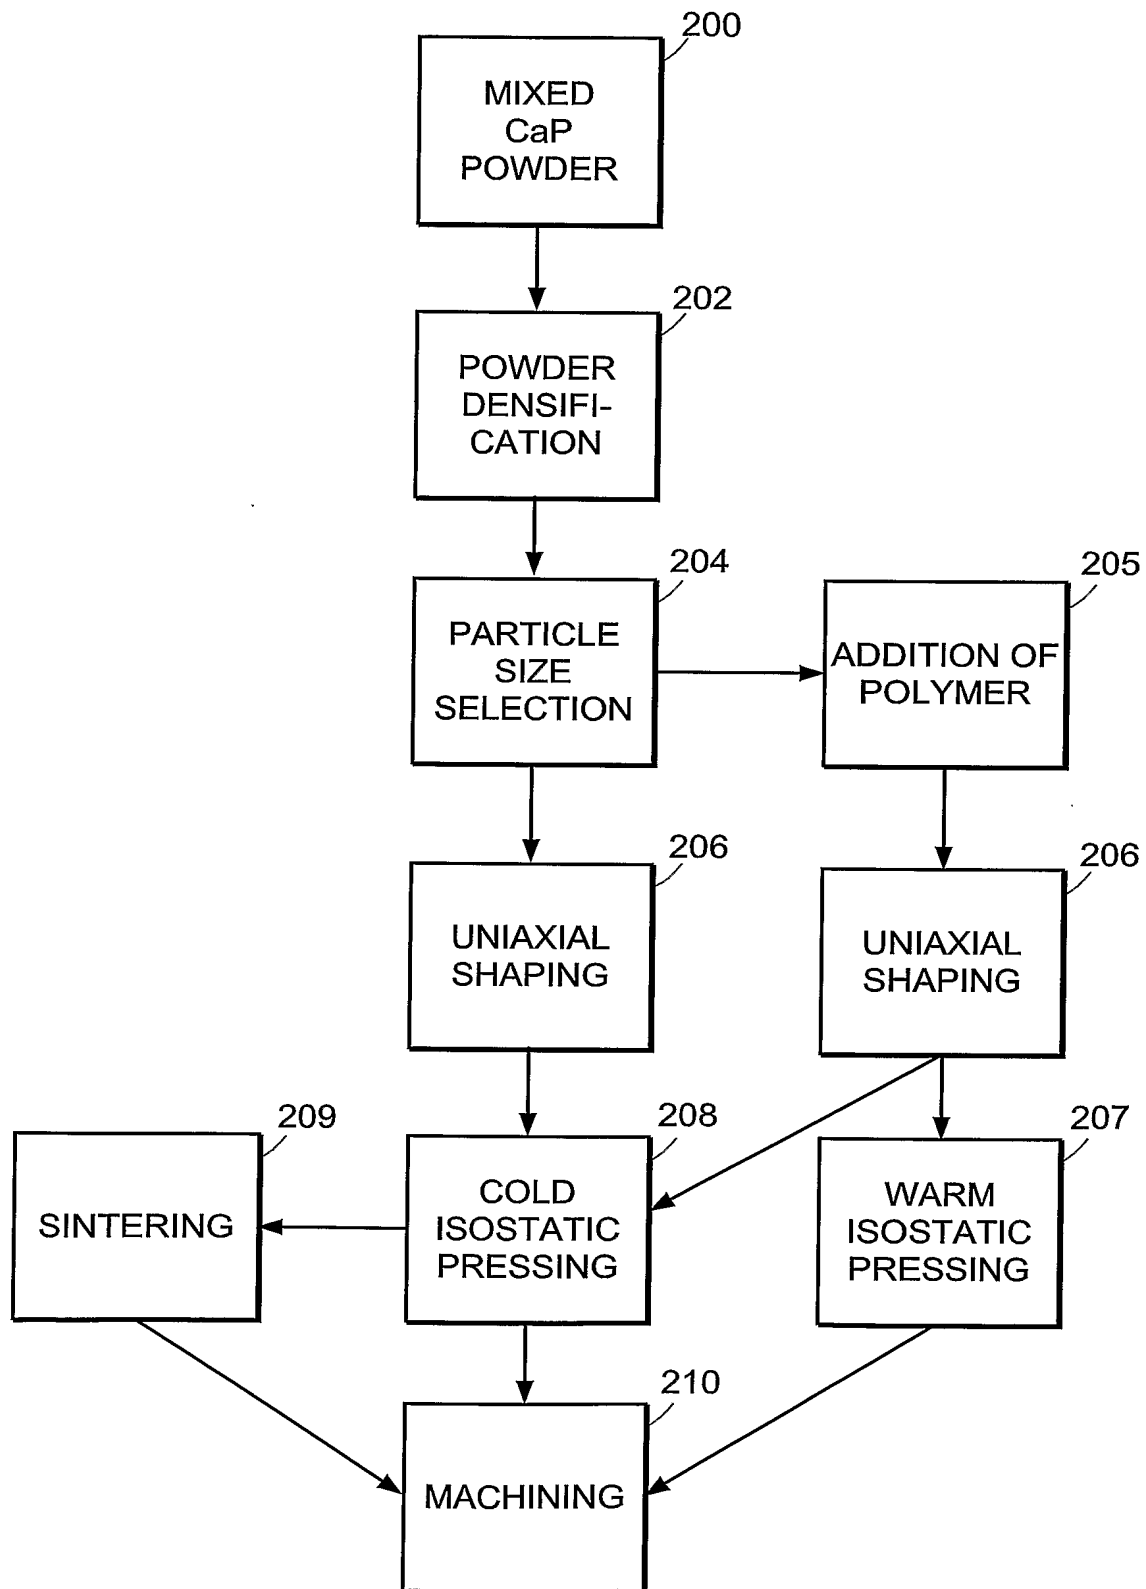 200
MIXED
CaP
POWDER
202
POWDER
DENSIFI-
CATION
204
PARTICLE
SIZE
SELECTION
205
ADDITION OF
POLYMER
206
UNIAXIAL
SHAPING
206
UNIAXIAL
SHAPING
209
SINTERING
208
COLD
ISOSTATIC
PRESSING
207
WARM
ISOSTATIC
PRESSING
210
MACHINING